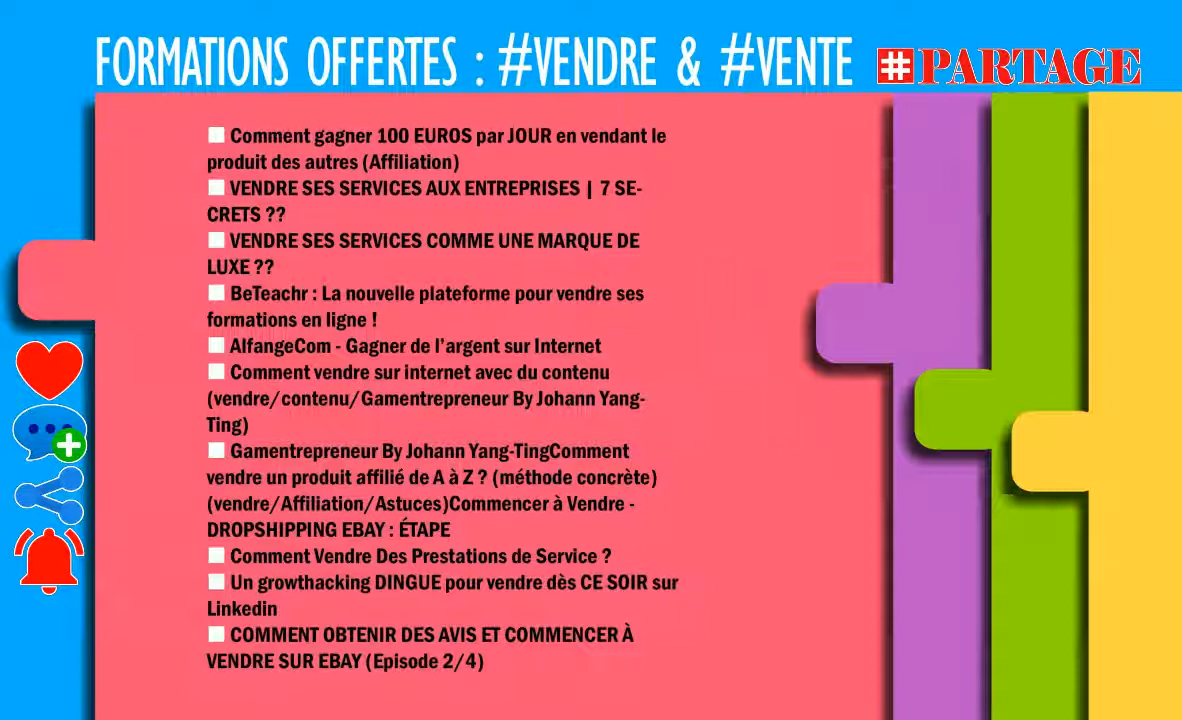 FORMATIONS OFFERTES : #VENDRE & #VENTE #PARTAGE
Comment gagner 100 EUROS par JOUR en vendant le
produit des autres (Affiliation)
VENDRE SES SERVICES AUX ENTREPRISES | 7 SE-
CRETS ??
VENDRE SES SERVICES COMME UNE MARQUE DE
LUXE ??
BeTeachr : La nouvelle plateforme pour vendre ses
formations en ligne !
AlfangeCom - Gagner de l'argent sur Internet
Comment vendre sur internet avec du contenu
(vendre/contenu/Gamentrepreneur By Johann Yang-
Ting)
Gamentrepreneur By Johann Yang-TingComment
vendre un produit affilié de A à Z ? (méthode concrète)
(vendre/Affiliation/Astuces)Commencer à Vendre -
DROPSHIPPING EBAY : ÉTAPE
Comment Vendre Des Prestations de Service ?
Un growthacking DINGUE pour vendre dès CE SOIR sur
Linkedin
COMMENT OBTENIR DES AVIS ET COMMENCER À
VENDRE SUR EBAY (Episode 2/4)